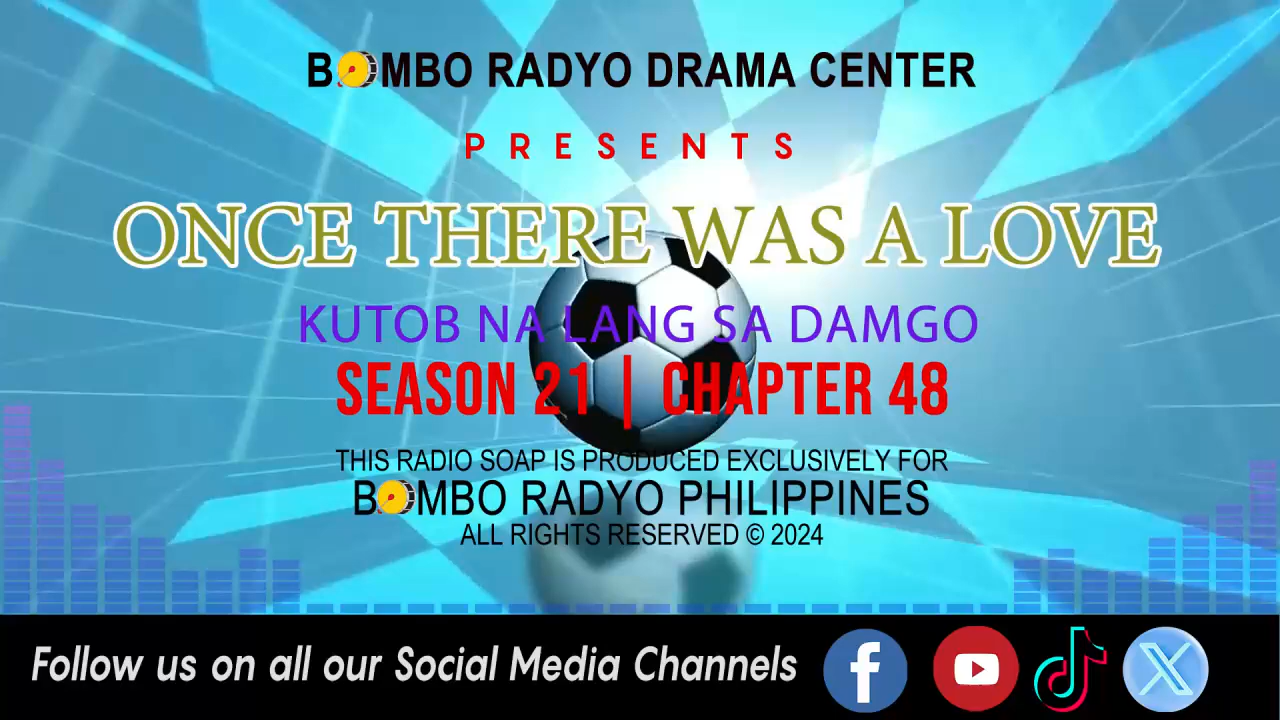 BOMBO RADYO DRAMA CENTER
PRESENTS
ONCE THERE WAS A LOVE
KUTOB NA LANG SA DAMGO
SEASON 21 | CHAPTER 48
THIS RADIO SOAP IS PRODUCED EXCLUSIVELY FOR
BOMBO RADYO PHILIPPINES
ALL RIGHTS RESERVED © 2024
Follow us on all our Social Media Channels